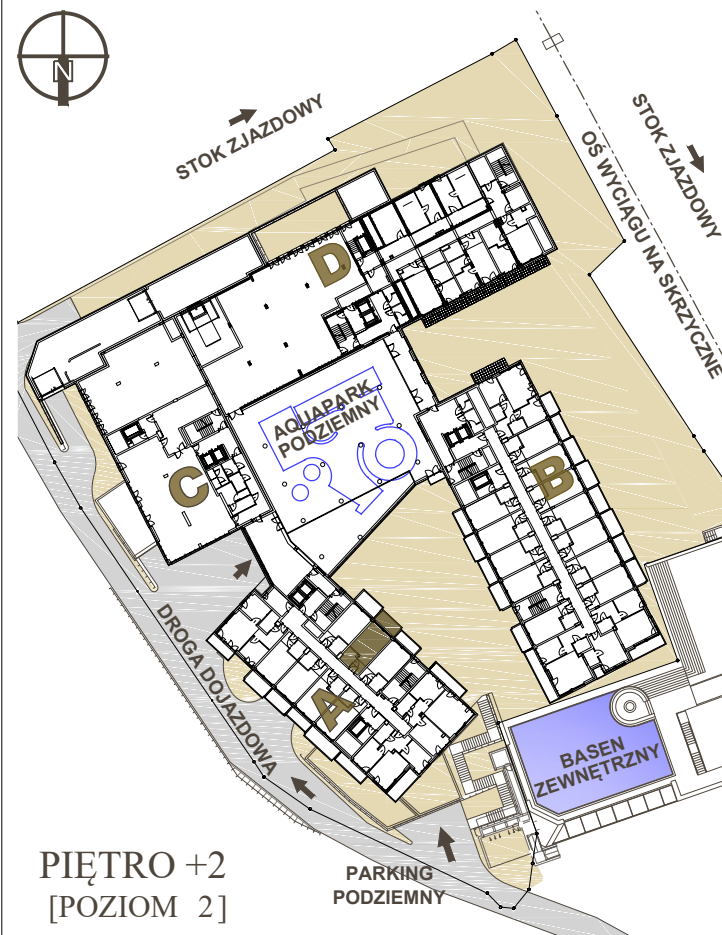 N
STOK ZJAZDOWY
STOK ZJAZDOWY
OŚ WYCIĄGU NA SKRZYCZNE
D
AQUAPARK
PODZIEMNY
C
B
DROGA DOJAZDOWA
A
BASEN
ZEWNĘTRZNY
PIĘTRO +2
[POZIOM 2]
PARKING
PODZIEMNY